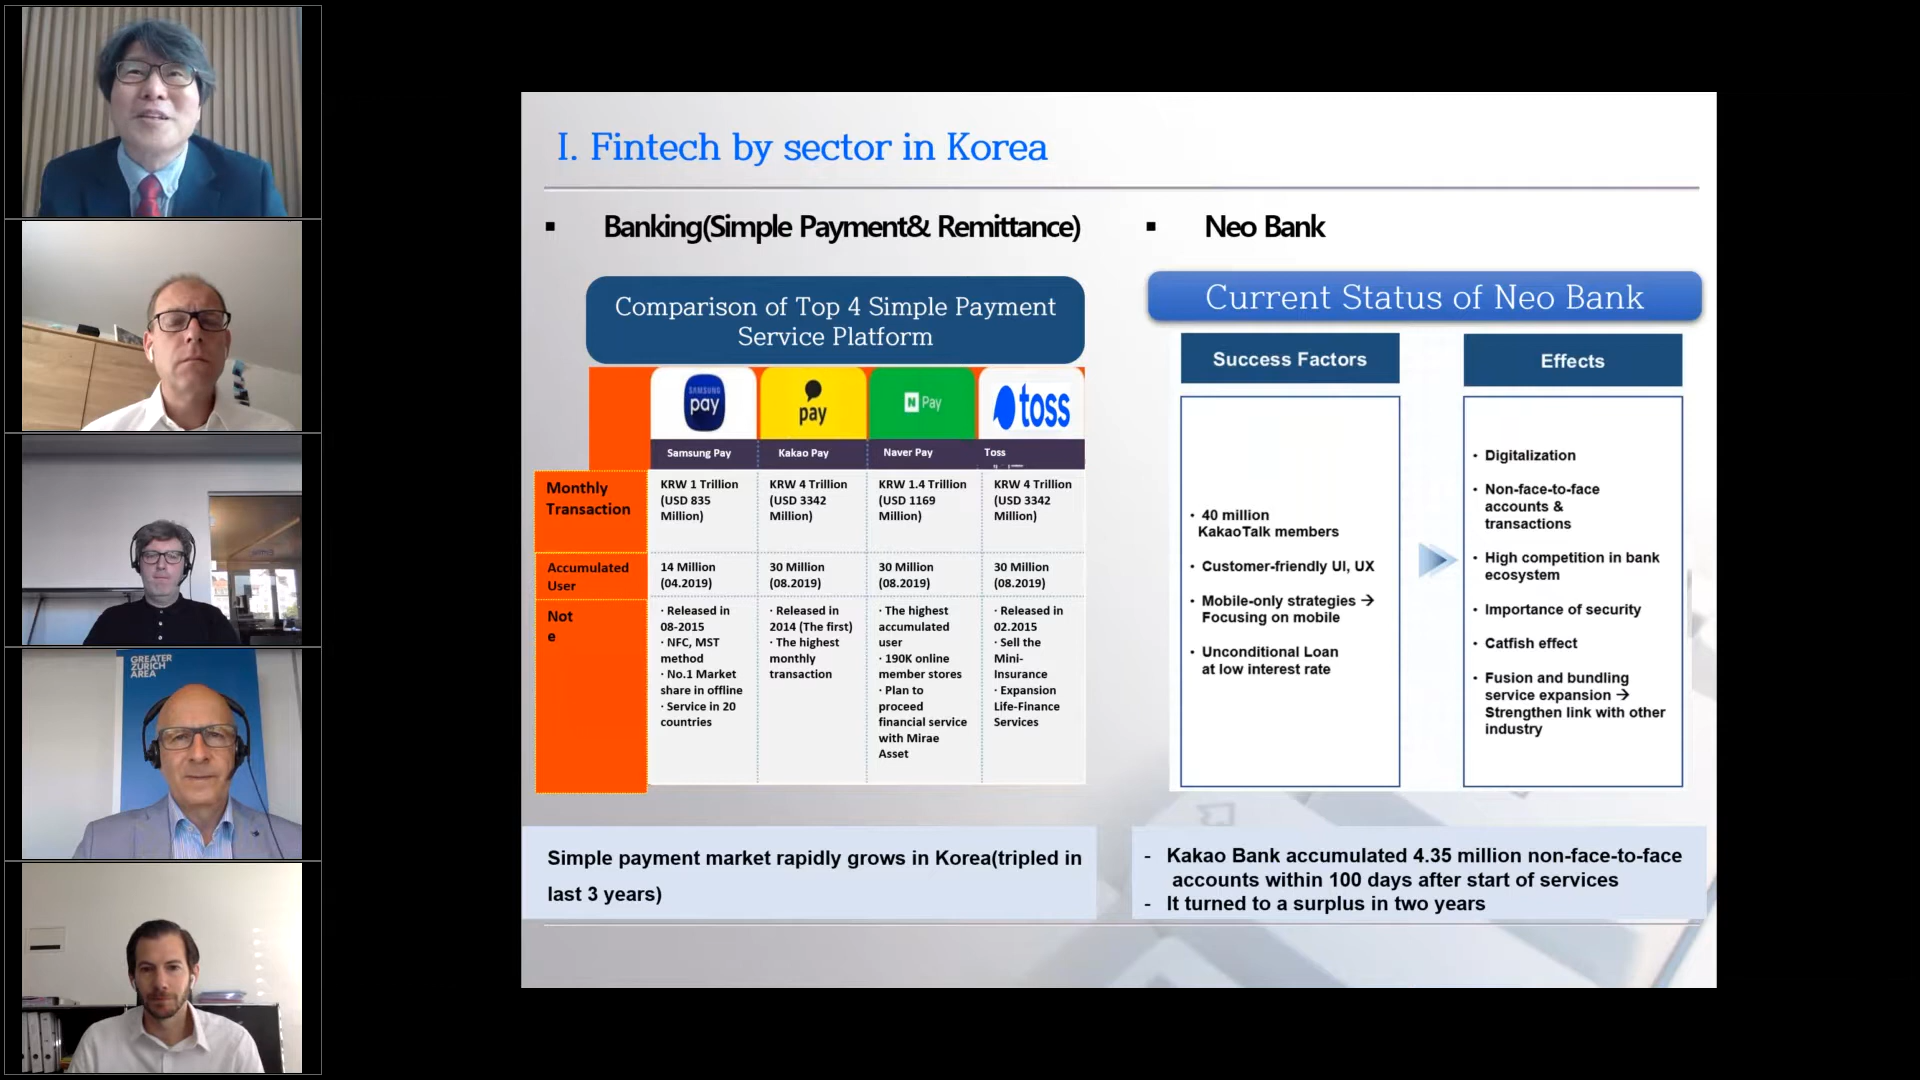 GREATER
ZURICH
AREA
I. Fintech by sector in Korea
▪ Banking(Simple Payment& Remittance)
Comparison of Top 4 Simple Payment
Service Platform
SAMSUNG
pay
pay
N Pay
toss
Samsung Pay
Kakao Pay
Naver Pay
Toss
Monthly
Transaction
KRW 1 Trillion
(USD 835
Million)
KRW 4 Trillion
(USD 3342
Million)
KRW 1.4 Trillion
(USD 1169
Million)
KRW 4 Trillion
(USD 3342
Million)
Accumulated
User
14 Million
(04.2019)
30 Million
(08.2019)
30 Million
(08.2019)
30 Million
(08.2019)
Not
e
· Released in
08-2015
· NFC, MST
method
· No.1 Market
share in offline
· Service in 20
countries
· Released in
2014 (The first)
· The highest
monthly
transaction
· The highest
accumulated
user
· 190K online
member stores
· Plan to
proceed
financial service
with Mirae
Asset
· Released in
02.2015
· Sell the
Mini-
Insurance
· Expansion
Life-Finance
Services
Simple payment market rapidly grows in Korea(tripled in
last 3 years)
▪ Neo Bank
Current Status of Neo Bank
Success Factors
• 40 million
KakaoTalk members
• Customer-friendly UI, UX
• Mobile-only strategies →
Focusing on mobile
• Unconditional Loan
at low interest rate
Effects
• Digitalization
• Non-face-to-face
accounts &
transactions
• High competition in bank
ecosystem
• Importance of security
• Catfish effect
• Fusion and bundling
service expansion →
Strengthen link with other
industry
- Kakao Bank accumulated 4.35 million non-face-to-face
accounts within 100 days after start of services
- It turned to a surplus in two years